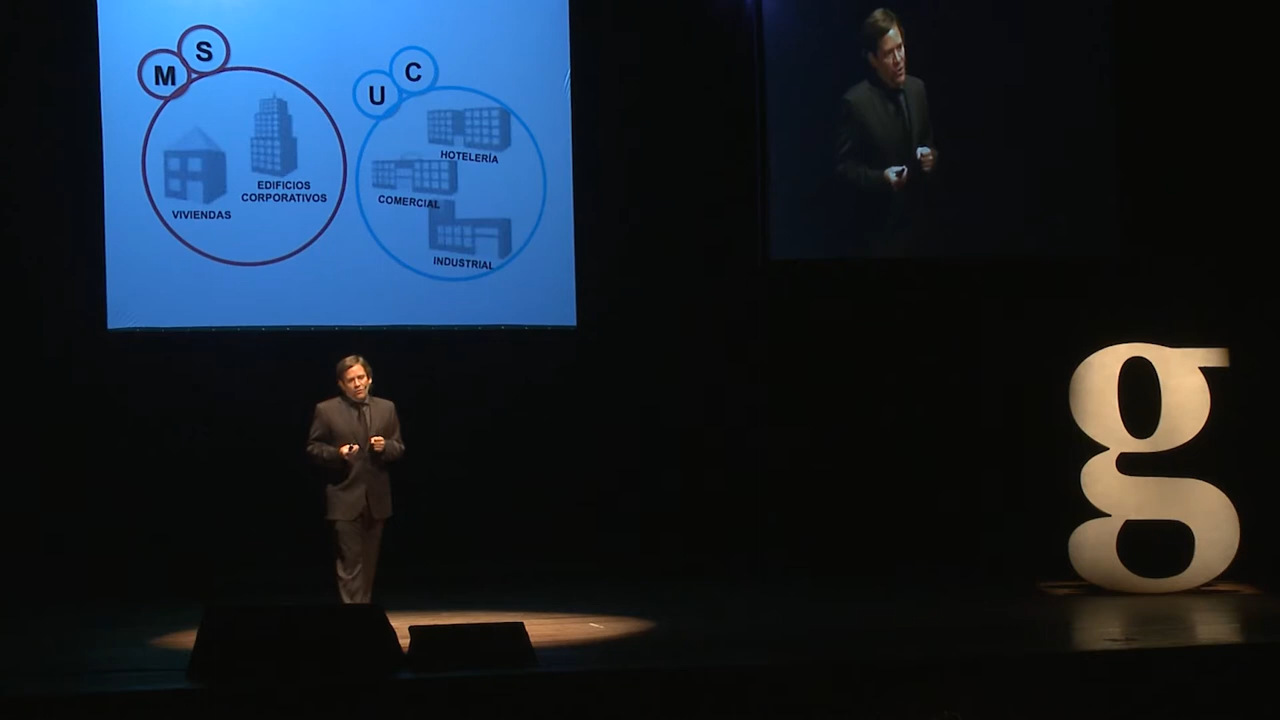 M
S
VIVIENDAS
EDIFICIOS
CORPORATIVOS
U
C
HOTELERÍA
COMERCIAL
INDUSTRIAL
g